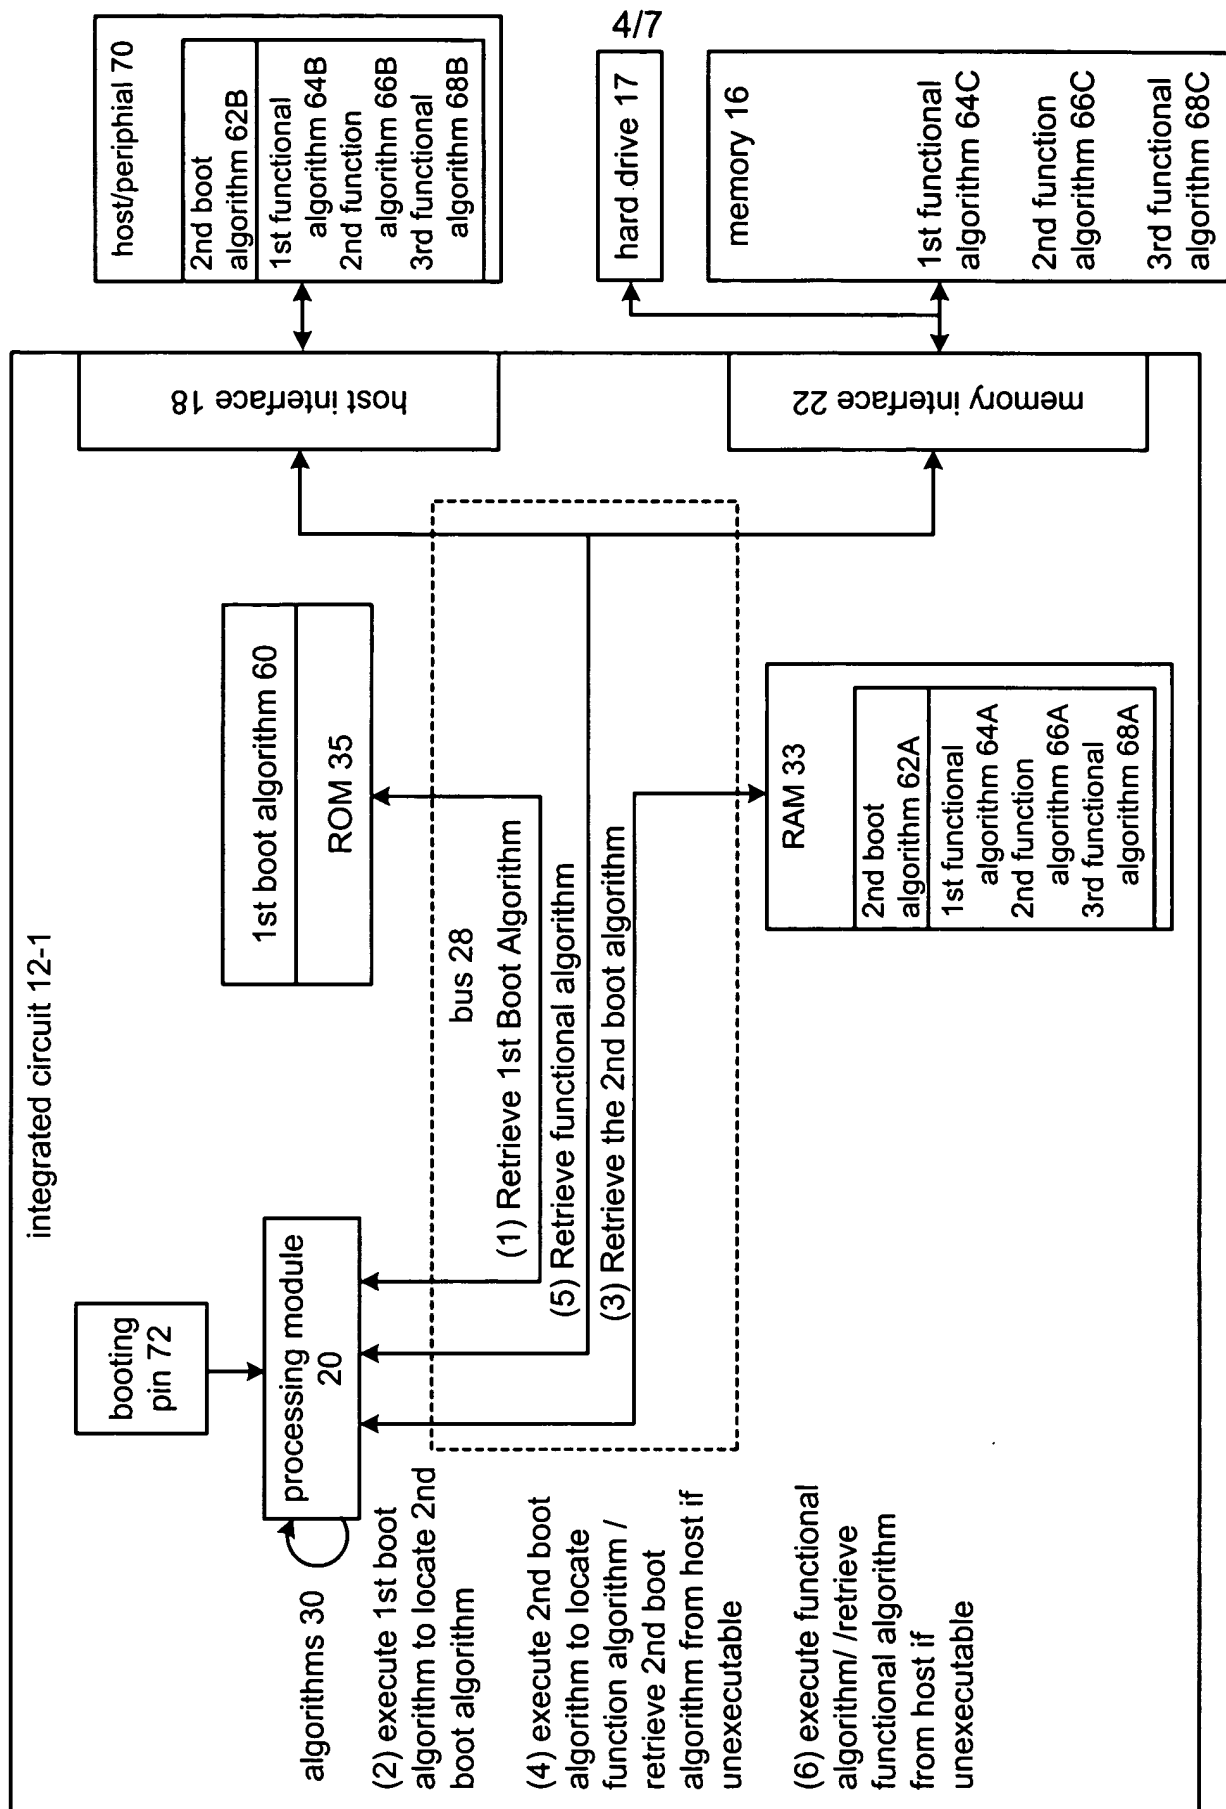 4/7
integrated circuit 12-1
booting
pin 72
processing module
20
algorithms 30
(2) execute 1st boot
algorithm to locate 2nd
boot algorithm
(4) execute 2nd boot
algorithm to locate
function algorithm /
retrieve 2nd boot
algorithm from host if
unexecutable
(6) execute functional
algorithm/ /retrieve
functional algorithm
from host if
unexecutable
1st boot algorithm 60
ROM 35
bus 28
(1) Retrieve 1st Boot Algorithm
(5) Retrieve functional algorithm
(3) Retrieve the 2nd boot algorithm
RAM 33
2nd boot
algorithm 62A
1st functional
algorithm 64A
2nd function
algorithm 66A
3rd functional
algorithm 68A
host interface 18
memory interface 22
host/periphial 70
2nd boot
algorithm 62B
1st functional
algorithm 64B
2nd function
algorithm 66B
3rd functional
algorithm 68B
hard drive 17
memory 16
1st functional
algorithm 64C
2nd function
algorithm 66C
3rd functional
algorithm 68C